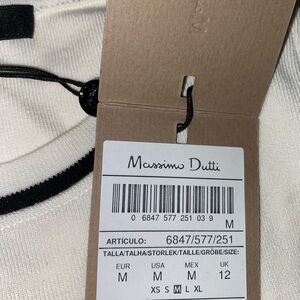 Massimo Dutti
0 6847 577 251 03 9
M
ARTÍCULO: 6847/577/251
TALLA/TALHA/STORLEK/TAILLE/GRÖßE/SIZE:
EUR USA MEX UK
M M M 12
XS S M L XL